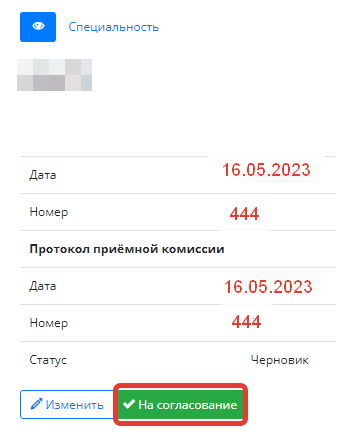 Специальность
Дата 16.05.2023
Номер 444
Протокол приёмной комиссии
Дата 16.05.2023
Номер 444
Статус Черновик
Изменить На согласование